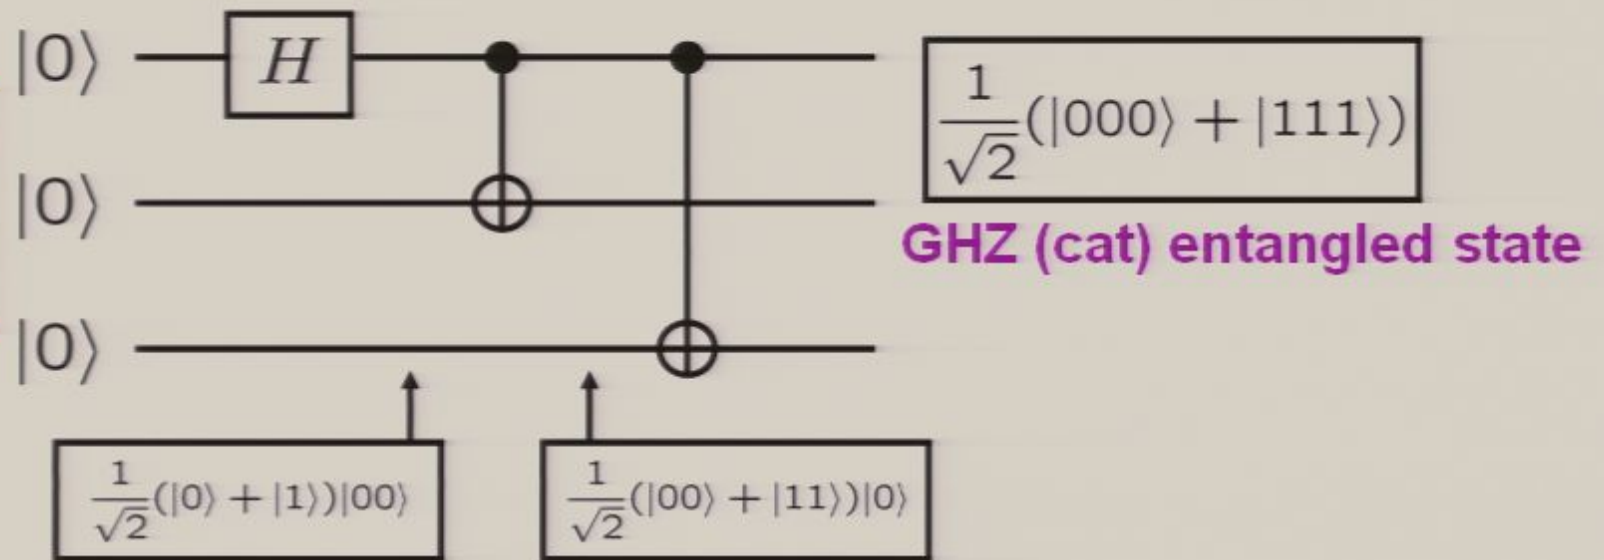 |0⟩
H
1/√2(|000⟩ + |111⟩)
|0⟩
GHZ (cat) entangled state
|0⟩
1/√2(|0⟩ + |1⟩)|00⟩
1/√2(|00⟩ + |11⟩)|0⟩